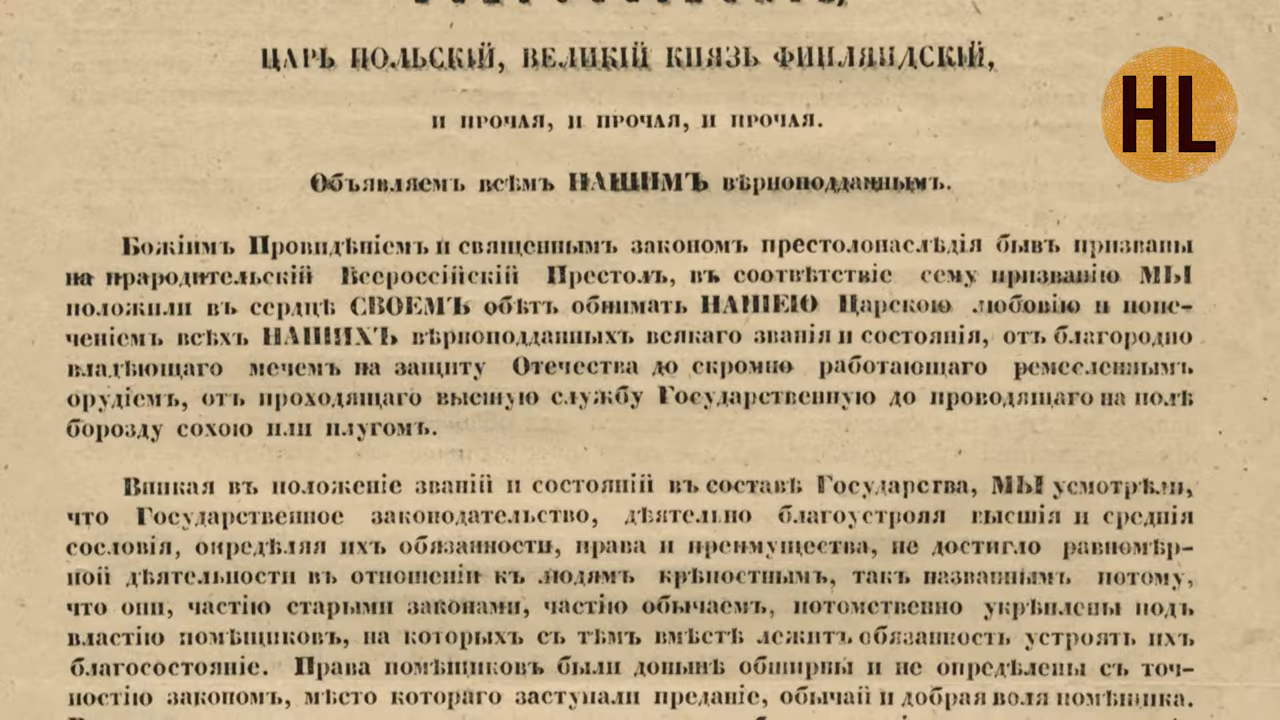 ЦАРЬ ПОЛЬСКІЙ, ВЕЛИКІЙ КНЯЗЬ ФИНЛЯНДСКІЙ,
HL
И ПРОЧАЯ, И ПРОЧАЯ, И ПРОЧАЯ.
Объявляемъ всѣмъ НАШИМЪ вѣрноподданнымъ.
Божіимъ Провидѣніемъ и священнымъ закономъ престолонаслѣдія бывъ призваны
на прародительскій Всероссійскій Престолъ, въ соотвѣтствіе сему призванію МЫ
положили въ сердцѣ СВОЕМЪ обѣтъ обнимать НАШЕЮ Царскою любовію и попе-
ченіемъ всѣхъ НАШИХЪ вѣрноподданныхъ всякаго званія и состоянія, отъ благородно
владѣющаго мечемъ на защиту Отечества до скромно работающаго ремесленнымъ
орудіемъ, отъ проходящаго высшую службу Государственную до проводящаго на полѣ
борозду сохою или плугомъ.
Вникая въ положеніе званій и состояній въ составѣ Государства, МЫ усмотрѣли,
что Государственное законодательство, дѣятельно благоустрояя высшія и среднія
сословія, опредѣляя ихъ обязанности, права и преимущества, не достигло равномѣр-
ной дѣятельности въ отношеніи къ людямъ крѣпостнымъ, такъ названнымъ потому,
что они, частію старыми законами, частію обычаемъ, потомственно укрѣплены подъ
властію помѣщиковъ, на которыхъ съ тѣмъ вмѣстѣ лежитъ обязанность устроять ихъ
благосостояніе. Права помѣщиковъ были донынѣ обширны и не опредѣлены съ точ-
ностію закономъ, мѣсто котораго заступали преданіе, обычай и добрая воля помѣщика.